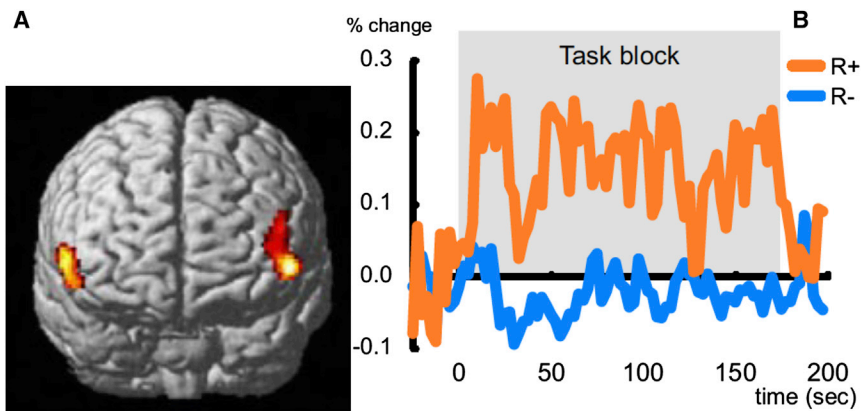 A
% change
B
Task block
R+
R-
0.3
0.2
0.1
0.0
-0.1
0 50 100 150 200
time (sec)